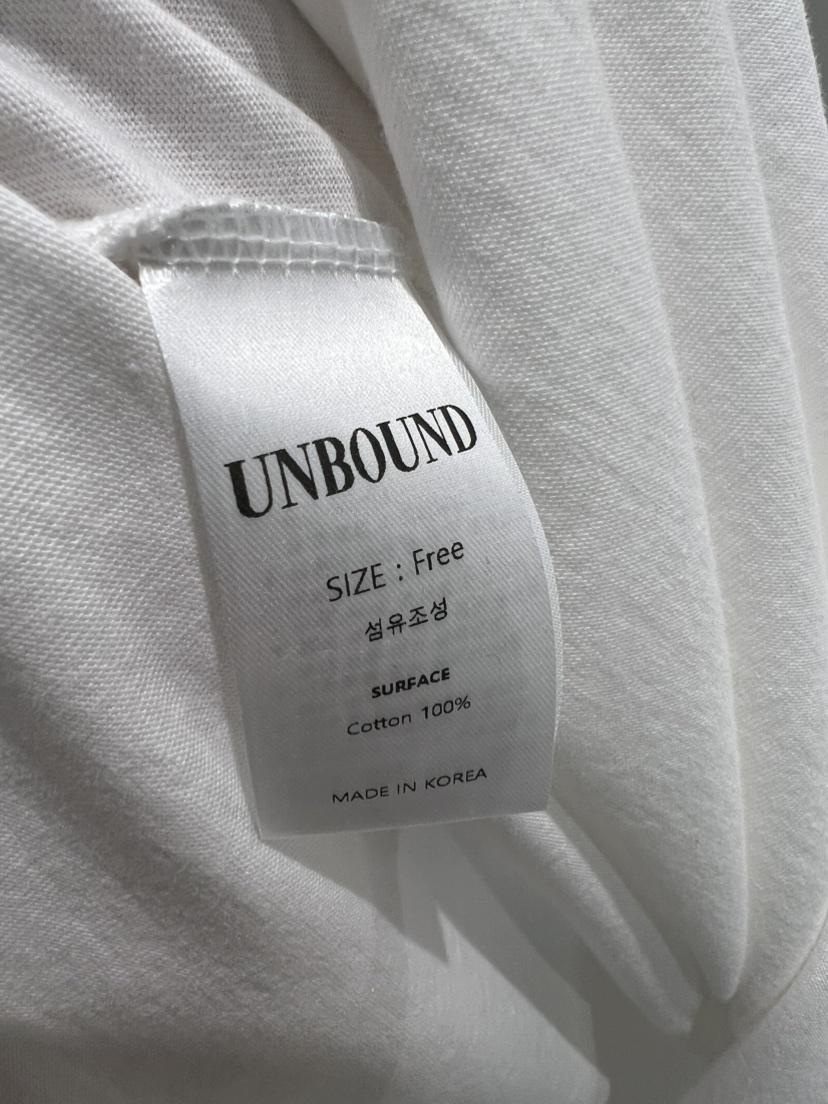 UNBOUND
SIZE : Free
섬유조성
SURFACE
Cotton 100%
MADE IN KOREA